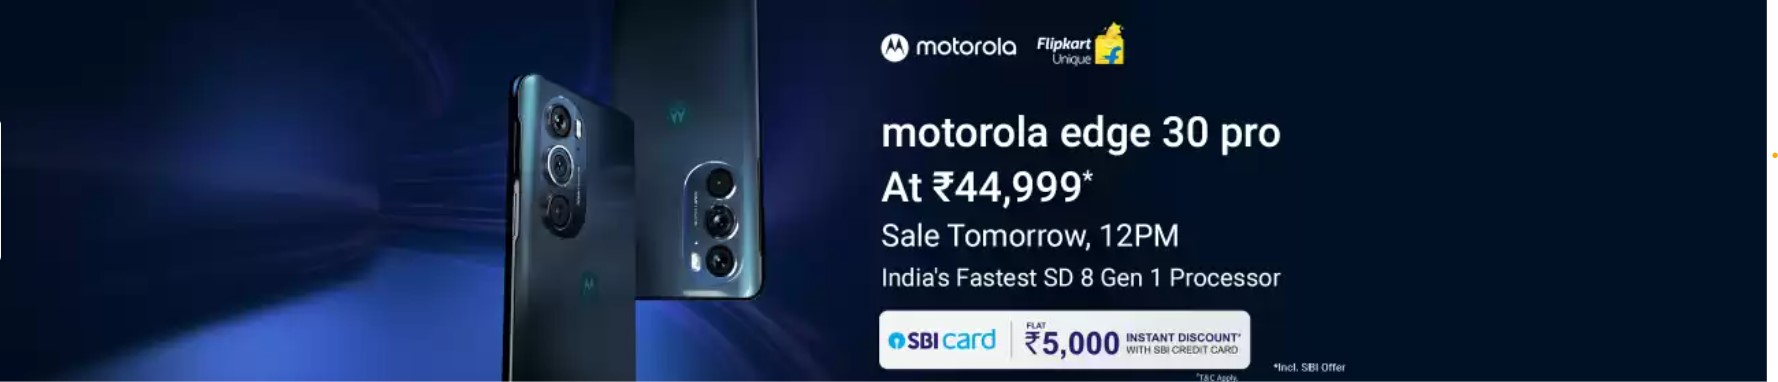 motorola
Flipkart
Unique
motorola edge 30 pro
At ₹44,999*
Sale Tomorrow, 12PM
India's Fastest SD 8 Gen 1 Processor
SBI card
FLAT
₹5,000
INSTANT DISCOUNT*
WITH SBI CREDIT CARD
*Incl. SBI Offer
*T&C Apply.